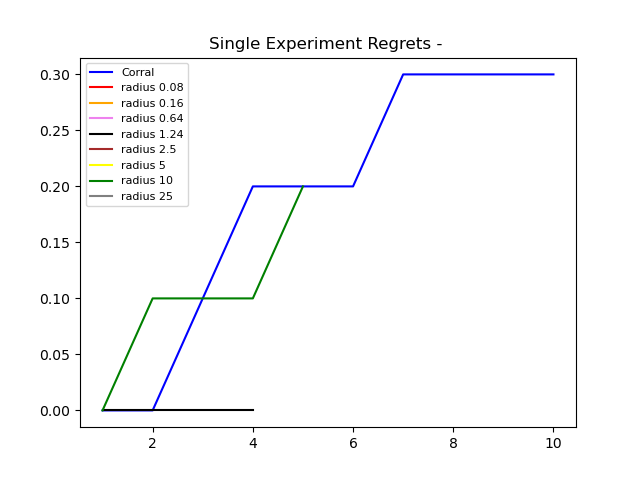 Single Experiment Regrets -
0.30
0.25
0.20
0.15
0.10
0.05
0.00
Corral
radius 0.08
radius 0.16
radius 0.64
radius 1.24
radius 2.5
radius 5
radius 10
radius 25
2 4 6 8 10